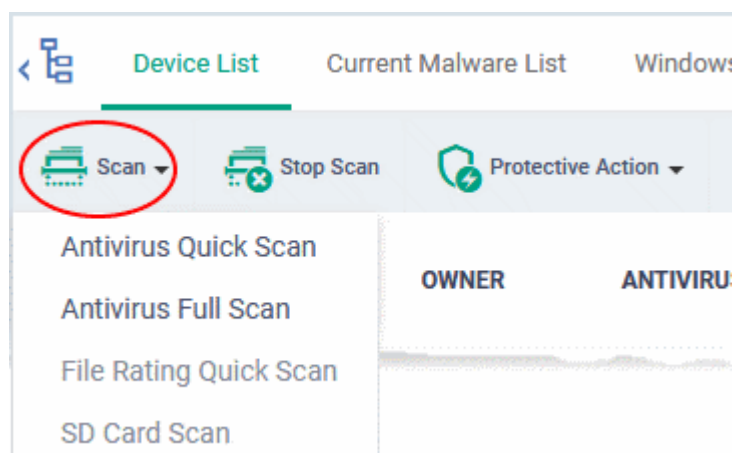 Device List Current Malware List Windows
Scan Stop Scan Protective Action
Antivirus Quick Scan
OWNER ANTIVIRUS
Antivirus Full Scan
File Rating Quick Scan
SD Card Scan